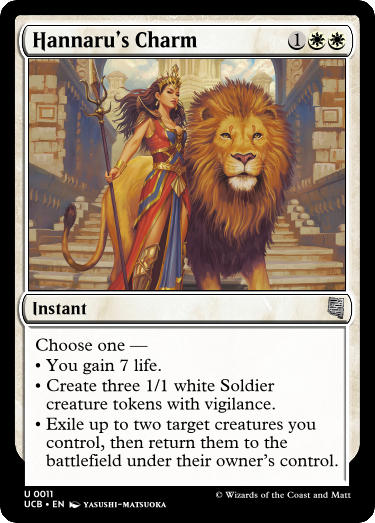 Hannaru's Charm 1
Instant
Choose one —
• You gain 7 life.
• Create three 1/1 white Soldier
creature tokens with vigilance.
• Exile up to two target creatures you
control, then return them to the
battlefield under their owner's control.
U 0011
UCB • EN YASUSHI-MATSUOKA
© Wizards of the Coast and Matt